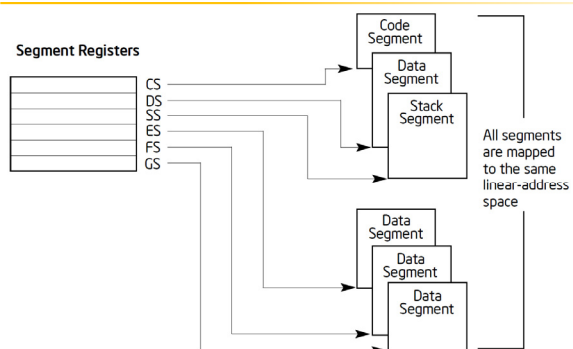 Segment Registers
CS
DS
SS
ES
FS
GS
Code
Segment
Data
Segment
Stack
Segment
Data
Segment
Data
Segment
Data
Segment
All segments
are mapped
to the same
linear-address
space